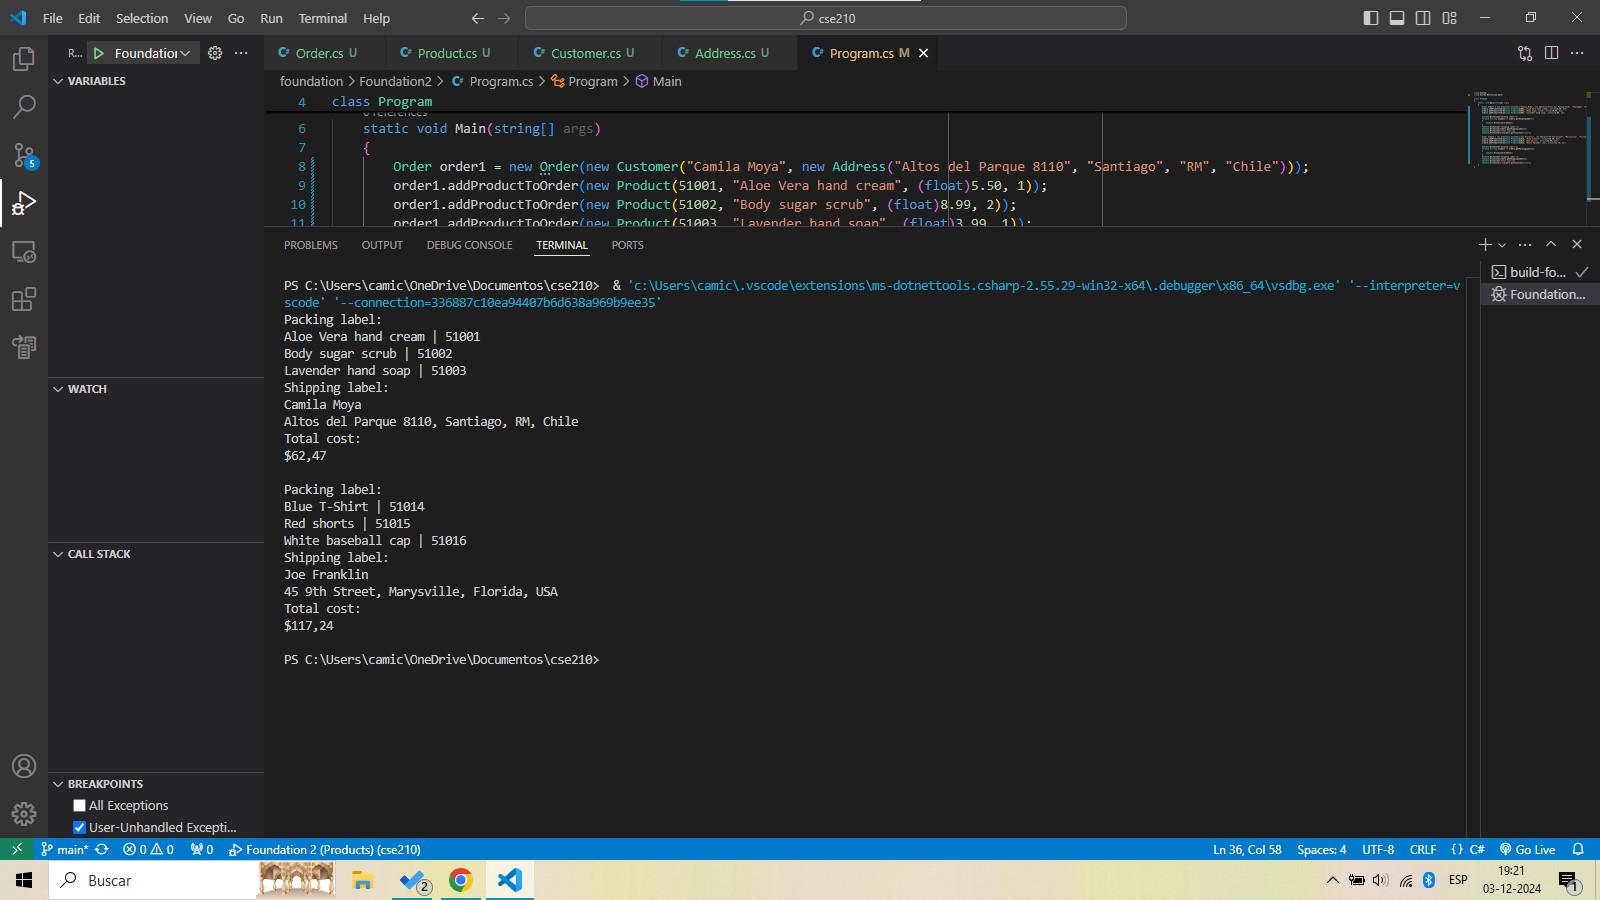 File Edit Selection View Go Run Terminal Help
cse210
R... Foundation
Order.cs U Product.cs U Customer.cs U Address.cs U Program.cs M
VARIABLES
foundation > Foundation2 > Program.cs > Program > Main
4 class Program
0 references
6 static void Main(string[] args)
7 {
8 Order order1 = new Order(new Customer("Camila Moya", new Address("Altos del Parque 8110", "Santiago", "RM", "Chile")));
9 order1.addProductToOrder(new Product(51001, "Aloe Vera hand cream", (float)5.50, 1));
10 order1.addProductToOrder(new Product(51002, "Body sugar scrub", (float)8.99, 2));
11 order1.addProductToOrder(new Product(51003, "Lavender hand soap", (float)3.99, 1));
PROBLEMS OUTPUT DEBUG CONSOLE TERMINAL PORTS
build-fo...
Foundation...
PS C:\Users\camic\OneDrive\Documentos\cse210> & 'c:\Users\camic\.vscode\extensions\ms-dotnettools.csharp-2.55.29-win32-x64\.debugger\x86_64\vsdbg.exe' '--interpreter=v
scode' '--connection=336887c10ea94407b6d638a969b9ee35'
Packing label:
Aloe Vera hand cream | 51001
Body sugar scrub | 51002
Lavender hand soap | 51003
Shipping label:
Camila Moya
Altos del Parque 8110, Santiago, RM, Chile
Total cost:
$62,47
Packing label:
Blue T-Shirt | 51014
Red shorts | 51015
White baseball cap | 51016
Shipping label:
Joe Franklin
45 9th Street, Marysville, Florida, USA
Total cost:
$117,24
PS C:\Users\camic\OneDrive\Documentos\cse210>
WATCH
CALL STACK
BREAKPOINTS
All Exceptions
User-Unhandled Excepti...
5
main* 0 0 0 Foundation 2 (Products) (cse210)
Ln 36, Col 58 Spaces: 4 UTF-8 CRLF {} C# Go Live
Buscar
2
ESP
19:21
03-12-2024
1